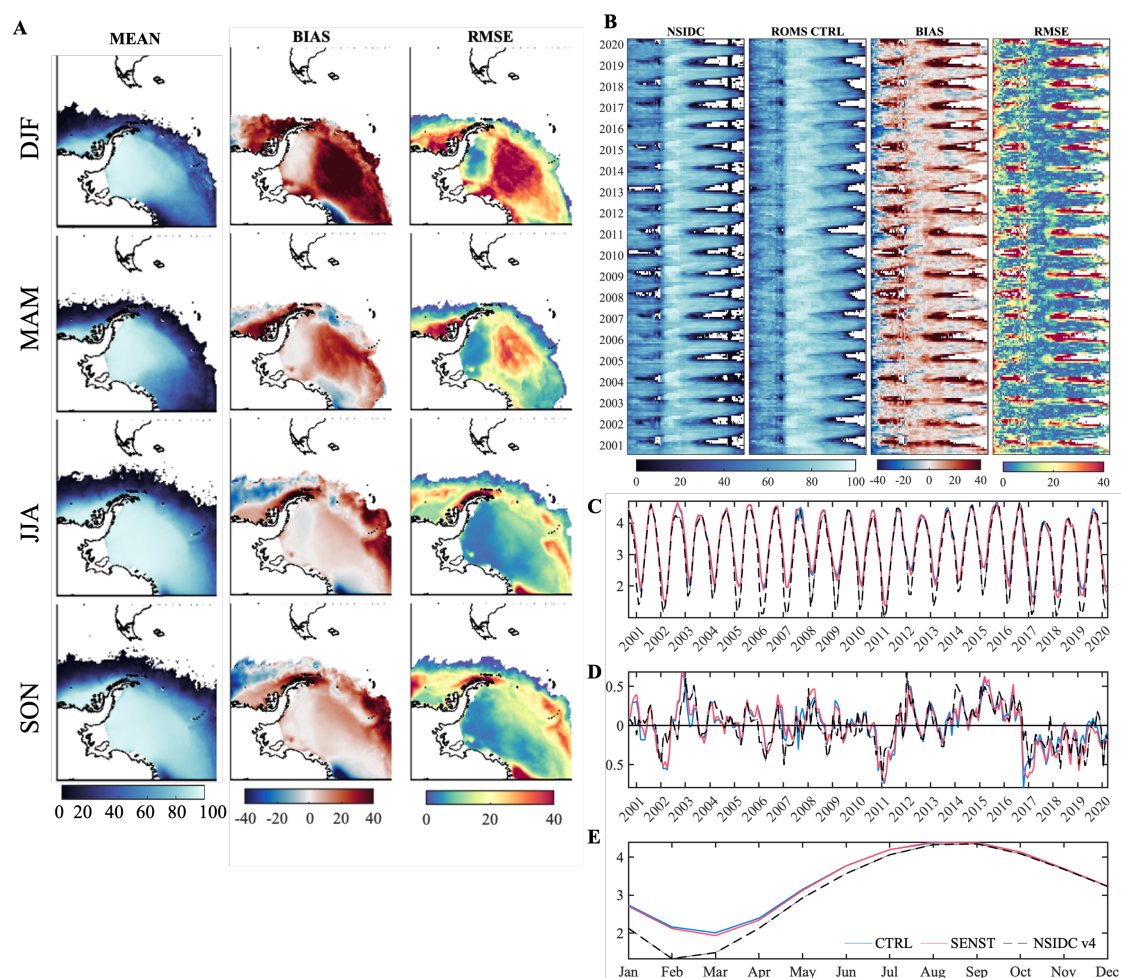 A
MEAN
BIAS
RMSE
DJF
MAM
JJA
SON
0 20 40 60 80 100
-40 -20 0 20 40
0 20 40
B
NSIDC
ROMS CTRL
BIAS
RMSE
2020
2019
2018
2017
2016
2015
2014
2013
2012
2011
2010
2009
2008
2007
2006
2005
2004
2003
2002
2001
0 20 40 60 80 100
-40 -20 0 20 40
0 20 40
C
4
3
2
2001 2002 2003 2004 2005 2006 2007 2008 2009 2010 2011 2012 2013 2014 2015 2016 2017 2018 2019 2020
D
0.5
0
0.5
2001 2002 2003 2004 2005 2006 2007 2008 2009 2010 2011 2012 2013 2014 2015 2016 2017 2018 2019 2020
E
4
3
2
CTRL SENST NSIDC v4
Jan Feb Mar Apr May Jun Jul Aug Sep Oct Nov Dec